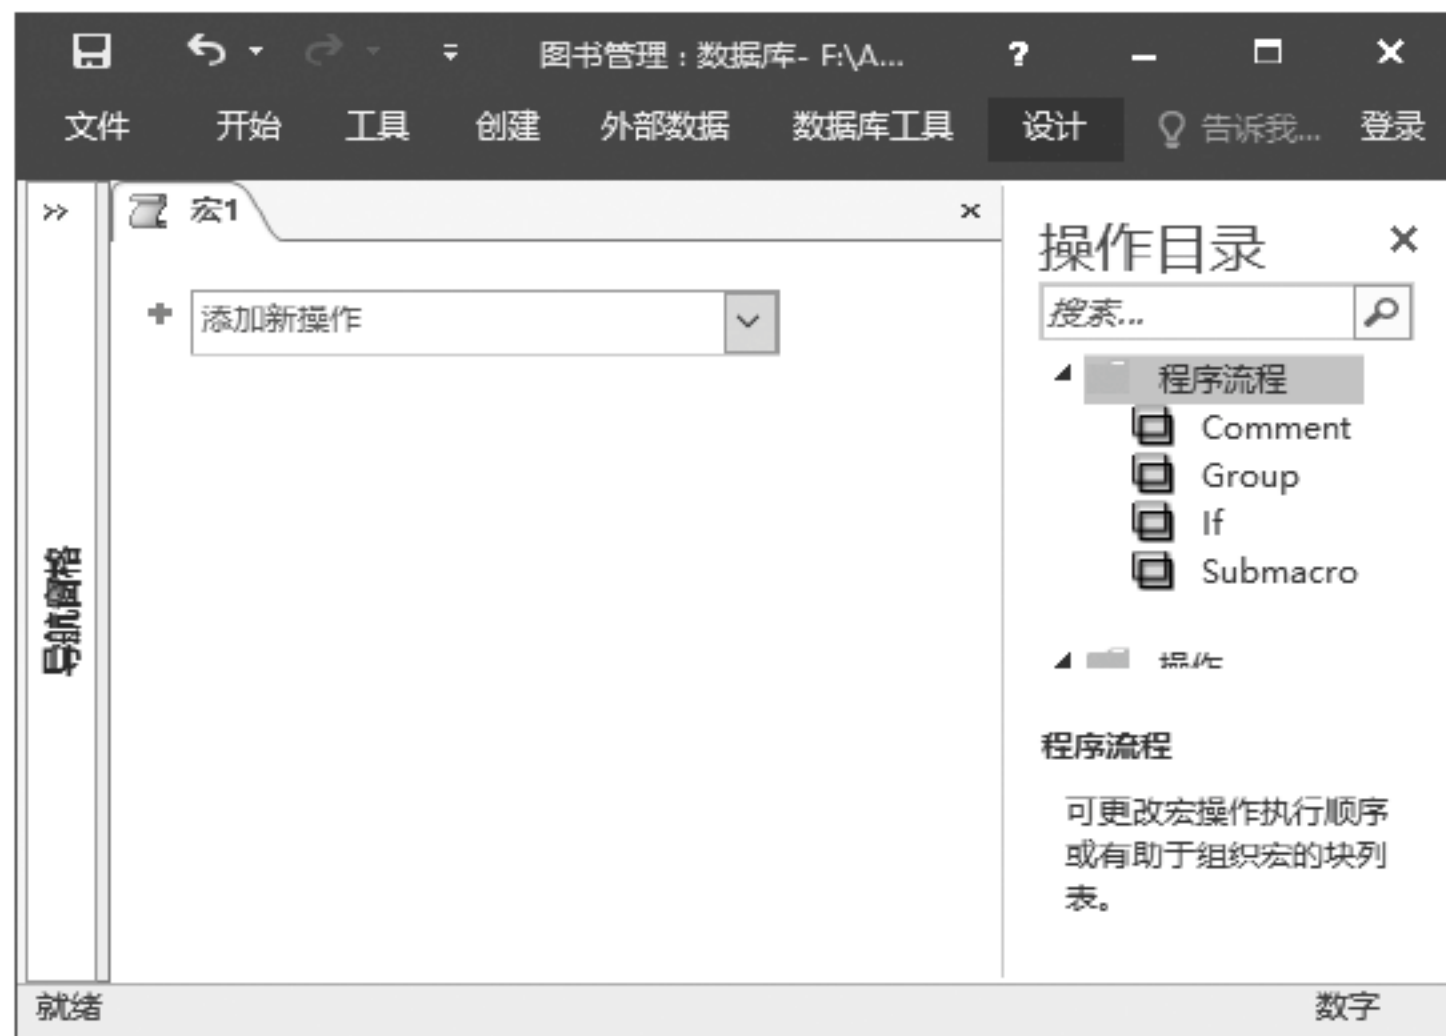 图书管理：数据库- F:\A... ?
文件 开始 工具 创建 外部数据 数据库工具 设计 告诉我... 登录
宏1
添加新操作
导航窗格
操作目录
搜索...
程序流程
Comment
Group
If
Submacro
操作
程序流程
可更改宏操作执行顺序
或有助于组织宏的块列
表。
就绪 数字